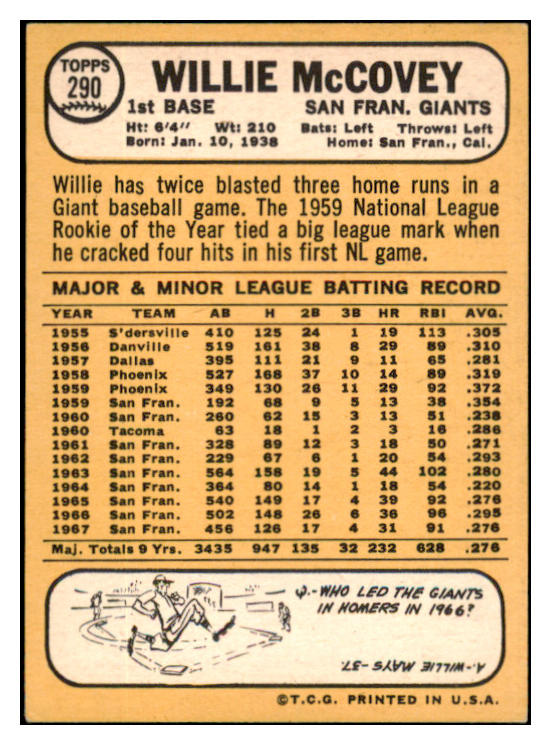 TOPPS
290
WILLIE McCOVEY
1st BASE SAN FRAN. GIANTS
Ht: 6'4" Wt: 210 Bats: Left Throws: Left
Born: Jan. 10, 1938 Home: San Fran., Cal.
Willie has twice blasted three home runs in a
Giant baseball game. The 1959 National League
Rookie of the Year tied a big league mark when
he cracked four hits in his first NL game.
MAJOR & MINOR LEAGUE BATTING RECORD
YEAR TEAM AB H 2B 3B HR RBI AVG.
1955 S'dersville 410 125 24 1 19 113 .305
1956 Danville 519 161 38 8 29 89 .310
1957 Dallas 395 111 21 9 11 65 .281
1958 Phoenix 527 168 37 10 14 89 .319
1959 Phoenix 349 130 26 11 29 92 .372
1959 San Fran. 192 68 9 5 13 38 .354
1960 San Fran. 260 62 15 3 13 51 .238
1960 Tacoma 63 18 1 2 3 16 .286
1961 San Fran. 328 89 12 3 18 50 .271
1962 San Fran. 229 67 6 1 20 54 .293
1963 San Fran. 564 158 19 5 44 102 .280
1964 San Fran. 364 80 14 1 18 54 .220
1965 San Fran. 540 149 17 4 39 92 .276
1966 San Fran. 502 148 26 6 36 96 .295
1967 San Fran. 456 126 17 4 31 91 .276
Maj. Totals 9 Yrs. 3435 947 135 32 232 628 .276
Q.-WHO LED THE GIANTS
IN HOMERS IN 1966?
A.-WILLIE MAYS-37.
©T.C.G. PRINTED IN U.S.A.